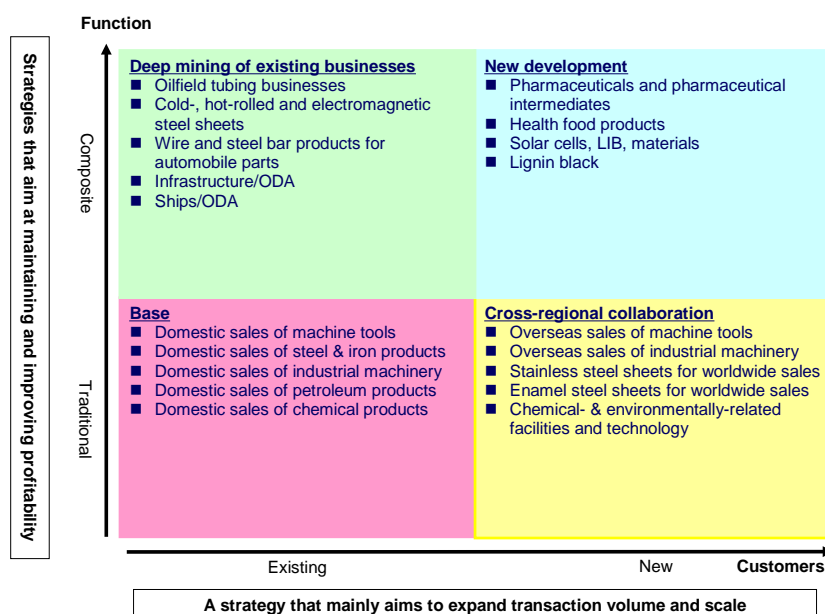 Function
Strategies that aim at maintaining and improving profitability
Composite
Deep mining of existing businesses
■ Oilfield tubing businesses
■ Cold-, hot-rolled and electromagnetic
steel sheets
■ Wire and steel bar products for
automobile parts
■ Infrastructure/ODA
■ Ships/ODA
New development
■ Pharmaceuticals and pharmaceutical
intermediates
■ Health food products
■ Solar cells, LIB, materials
■ Lignin black
Traditional
Base
■ Domestic sales of machine tools
■ Domestic sales of steel & iron products
■ Domestic sales of industrial machinery
■ Domestic sales of petroleum products
■ Domestic sales of chemical products
Cross-regional collaboration
■ Overseas sales of machine tools
■ Overseas sales of industrial machinery
■ Stainless steel sheets for worldwide sales
■ Enamel steel sheets for worldwide sales
■ Chemical- & environmentally-related
facilities and technology
Existing
New
Customers
A strategy that mainly aims to expand transaction volume and scale